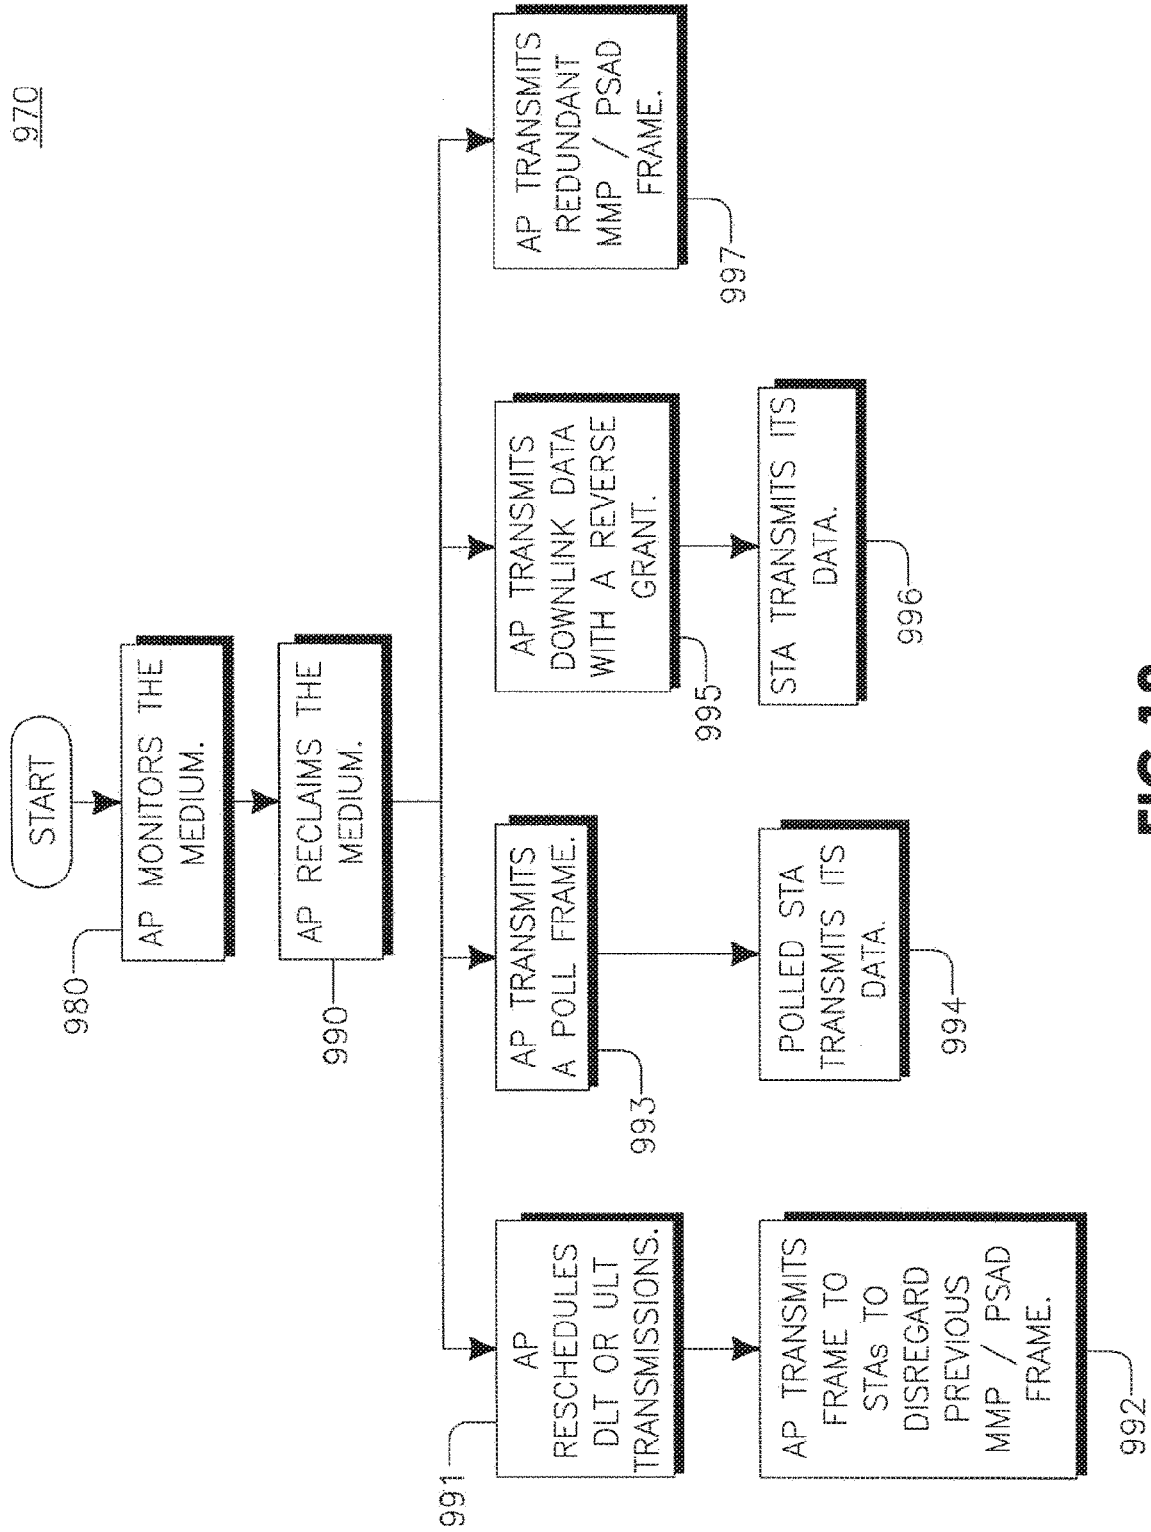 970
START
AP MONITORS THE
MEDIUM.
980
AP RECLAIMS THE
MEDIUM.
990
AP
RESCHEDULES
DLT OR ULT
TRANSMISSIONS.
991
AP TRANSMITS
FRAME TO
STAs TO
DISREGARD
PREVIOUS
MMP / PSAD
FRAME.
992
AP TRANSMITS
A POLL FRAME.
993
POLLED STA
TRANSMITS ITS
DATA.
994
AP TRANSMITS
DOWNLINK DATA
WITH A REVERSE
GRANT.
995
STA TRANSMITS ITS
DATA.
996
AP TRANSMITS
REDUNDANT
MMP / PSAD
FRAME.
997